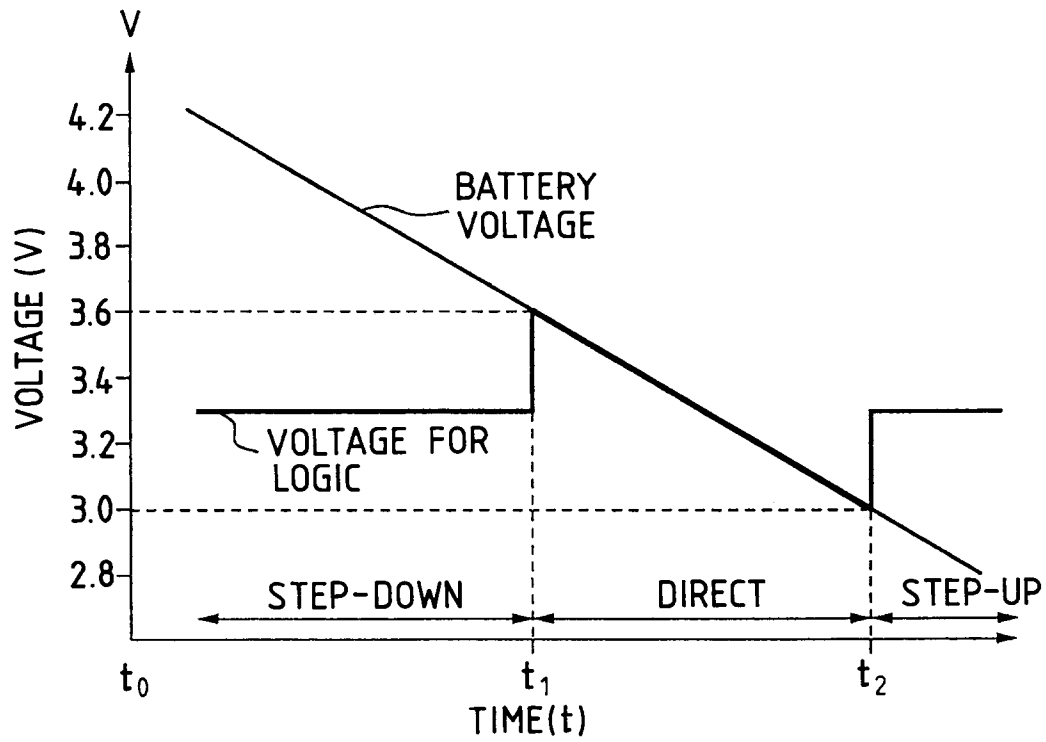 V
4.2
4.0
3.8
3.6
3.4
3.2
3.0
2.8
VOLTAGE (V)
BATTERY
VOLTAGE
VOLTAGE FOR
LOGIC
STEP-DOWN
DIRECT
STEP-UP
t₀
t₁
t₂
TIME(t)